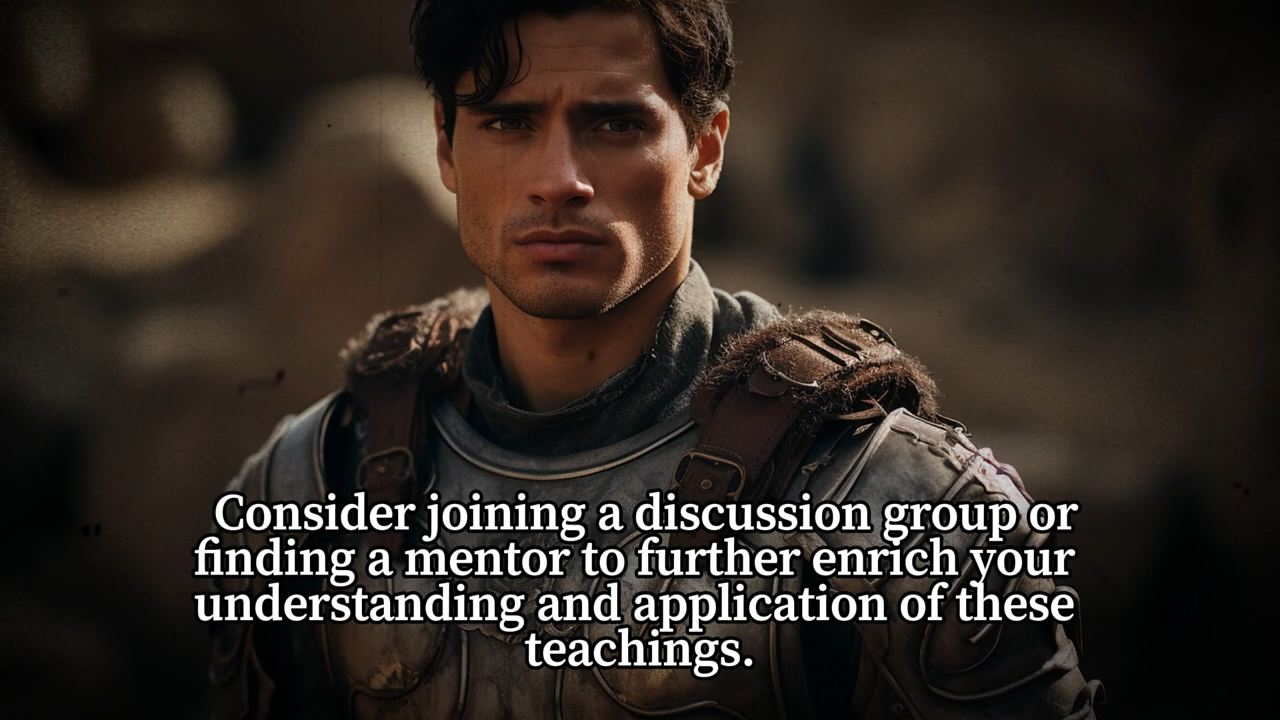 Consider joining a discussion group or
finding a mentor to further enrich your
understanding and application of these
teachings.